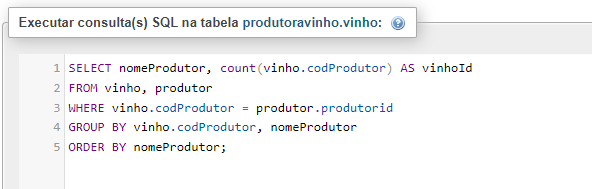 Executar consulta(s) SQL na tabela produtoravinho.vinho:
1 SELECT nomeProdutor, count(vinho.codProdutor) AS vinhoId
2 FROM vinho, produtor
3 WHERE vinho.codProdutor = produtor.produtorid
4 GROUP BY vinho.codProdutor, nomeProdutor
5 ORDER BY nomeProdutor;